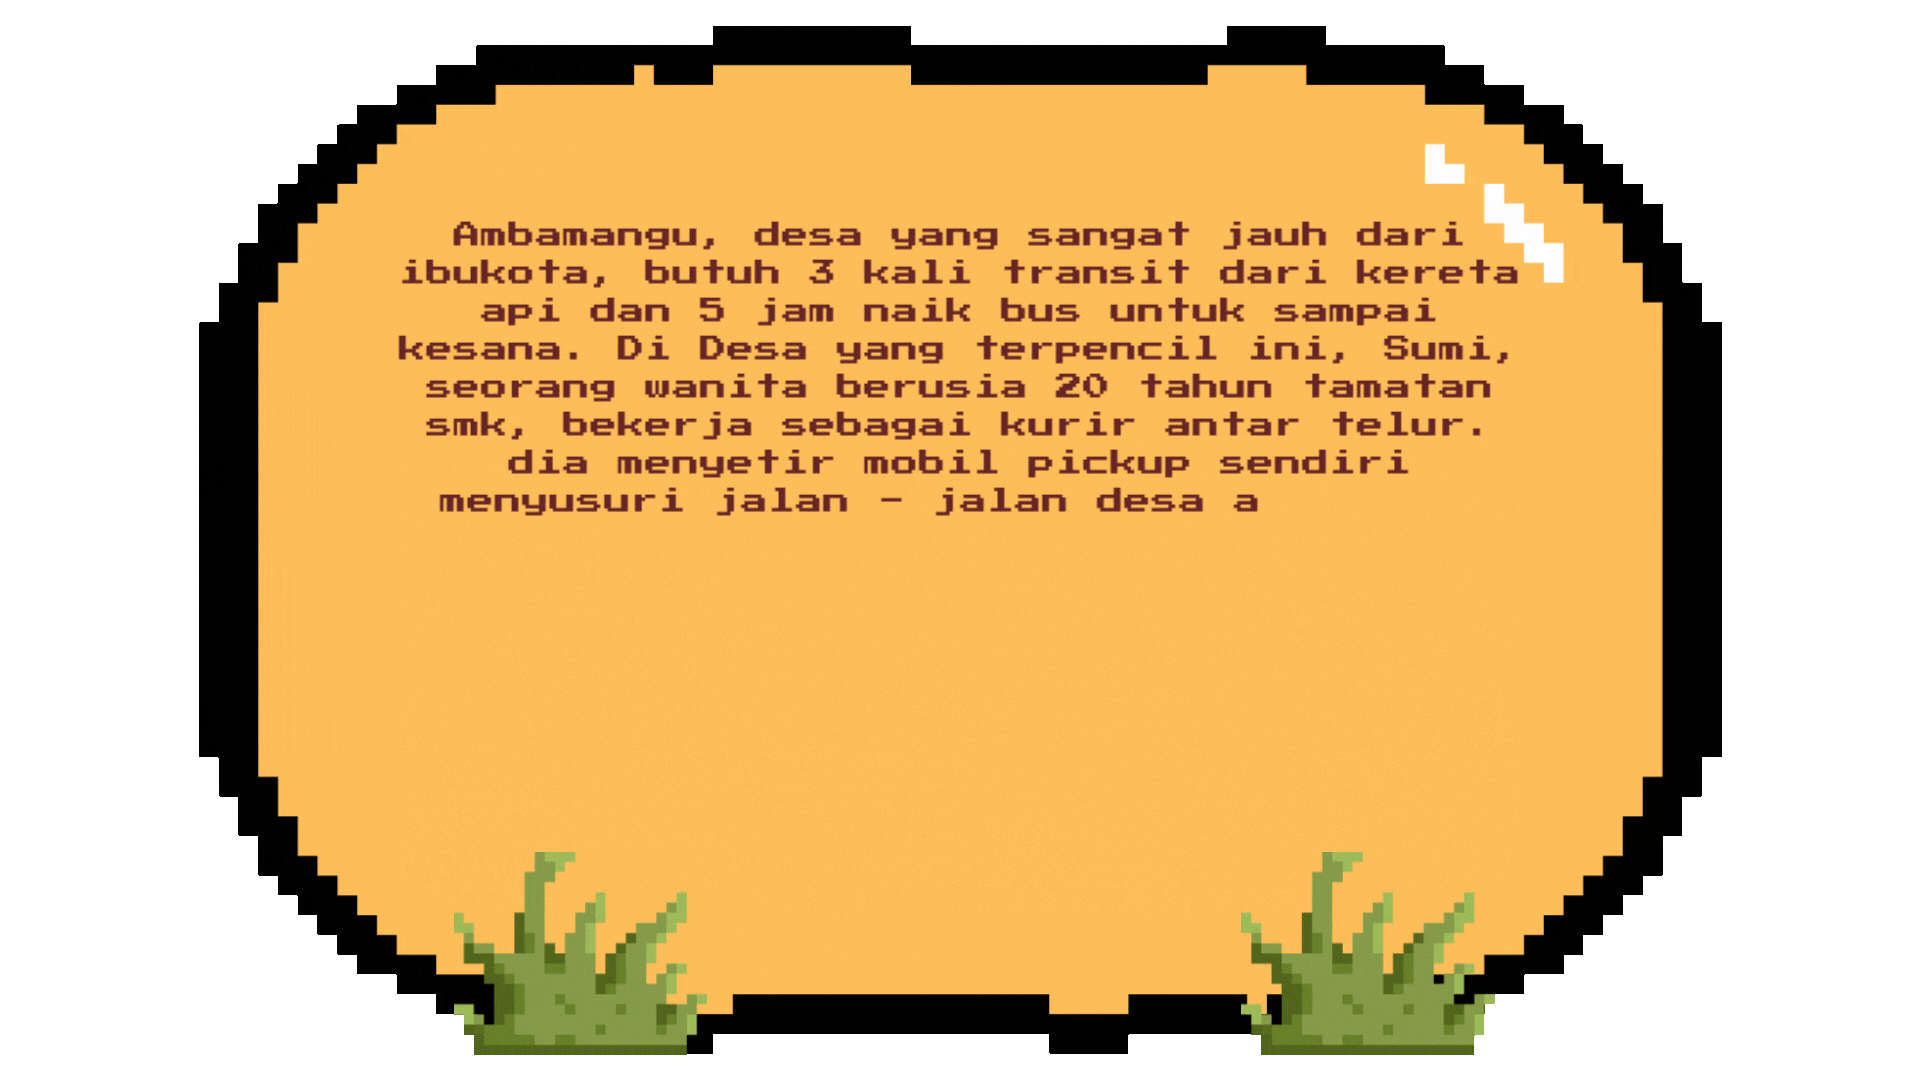 Ambamangu, desa yang sangat jauh dari
ibukota, butuh 3 kali transit dari kereta
api dan 5 jam naik bus untuk sampai
kesana. Di Desa yang terpencil ini, Sumi,
seorang wanita berusia 20 tahun tamatan
smk, bekerja sebagai kurir antar telur.
dia menyetir mobil pickup sendiri
menyusuri jalan - jalan desa a